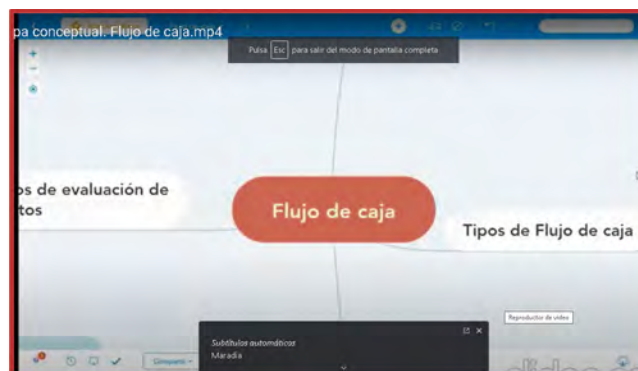 pa conceptual. Flujo de caja.mp4
Pulsa Esc para salir del modo de pantalla completa
os de evaluación de
tos
Flujo de caja
Tipos de Flujo de caja
Reproductor de vídeo
Subtítulos automáticos
Maradia
Compartir